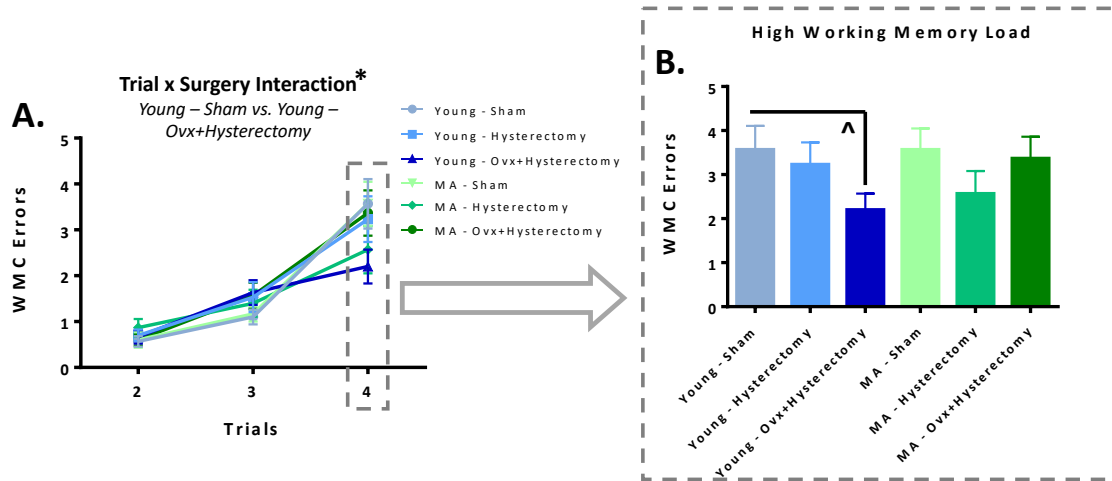 A.
Trial x Surgery Interaction*
Young – Sham vs. Young –
Ovx+Hysterectomy
WMC Errors
5
4
3
2
1
0
2
3
4
Trials
Young - Sham
Young - Hysterectomy
Young - Ovx+Hysterectomy
MA - Sham
MA - Hysterectomy
MA - Ovx+Hysterectomy
High Working Memory Load
B.
^
WMC Errors
5
4
3
2
1
0
Young - Sham
Young - Hysterectomy
Young - Ovx+Hysterectomy
MA - Sham
MA - Hysterectomy
MA - Ovx+Hysterectomy